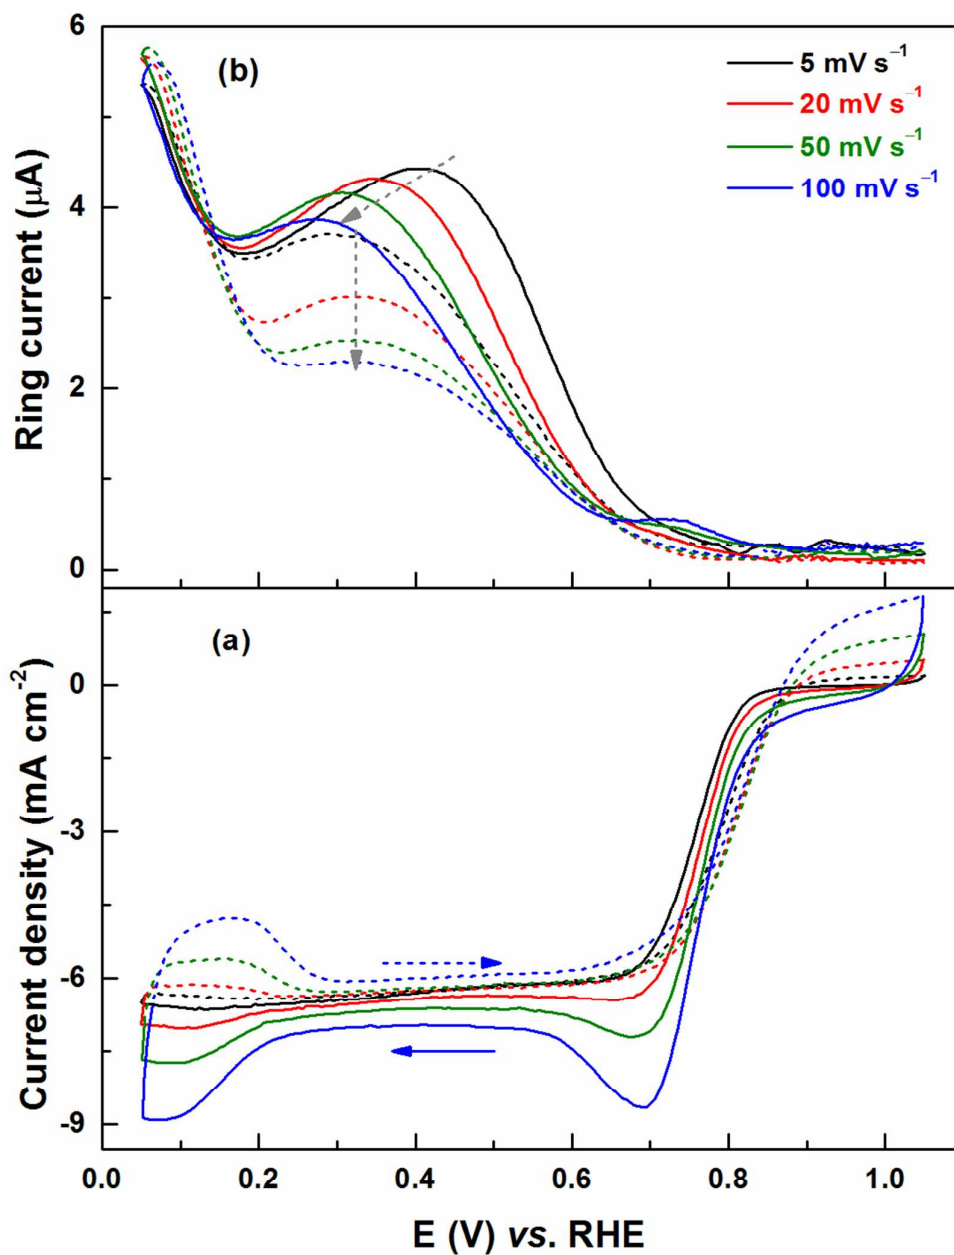 6
(b)
5 mV s⁻¹
20 mV s⁻¹
50 mV s⁻¹
100 mV s⁻¹
4
2
0
Ring current (μA)
(a)
0
-3
-6
-9
Current density (mA cm⁻²)
0.0 0.2 0.4 0.6 0.8 1.0
E (V) vs. RHE